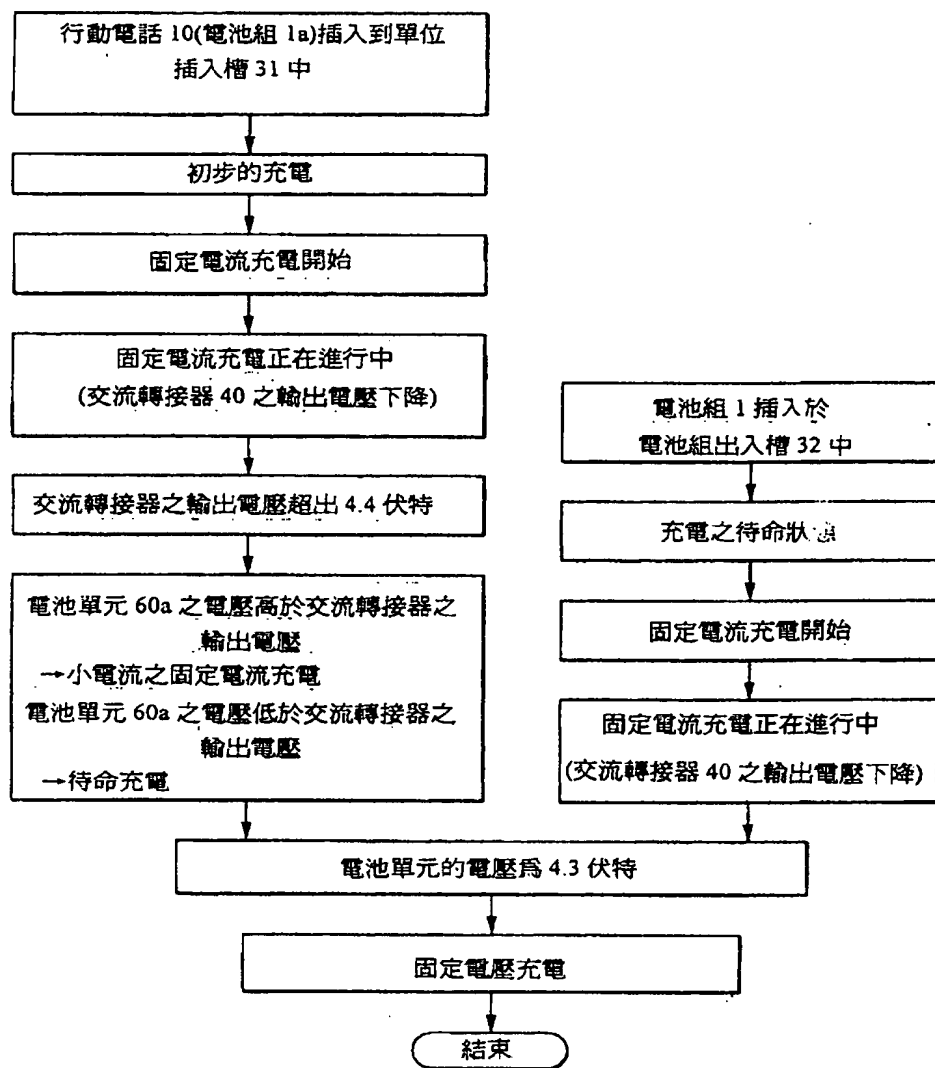 行動電話 10(電池組 1a)插入到單位
插入槽 31 中
初步的充電
固定電流充電開始
固定電流充電正在進行中
(交流轉接器 40 之輸出電壓下降)
交流轉接器之輸出電壓超出 4.4 伏特
電池單元 60a 之電壓高於交流轉接器之
輸出電壓
→小電流之固定電流充電
電池單元 60a 之電壓低於交流轉接器之
輸出電壓
→待命充電
電池組 1 插入於
電池組出入槽 32 中
充電之待命狀
固定電流充電開始
固定電流充電正在進行中
(交流轉接器 40 之輸出電壓下降)
電池單元的電壓爲 4.3 伏特
固定電壓充電
結束